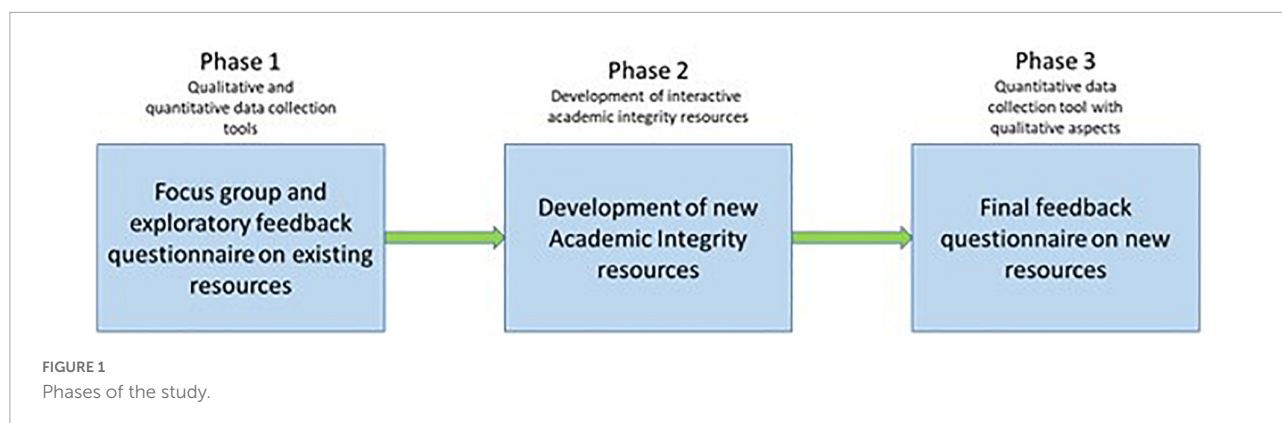 Phase 1
Qualitative and
quantitative data collection
tools
Focus group and
exploratory feedback
questionnaire on existing
resources
Phase 2
Development of interactive
academic integrity resources
Development of new
Academic Integrity
resources
Phase 3
Quantitative data
collection tool with
qualitative aspects
Final feedback
questionnaire on new
resources
FIGURE 1
Phases of the study.